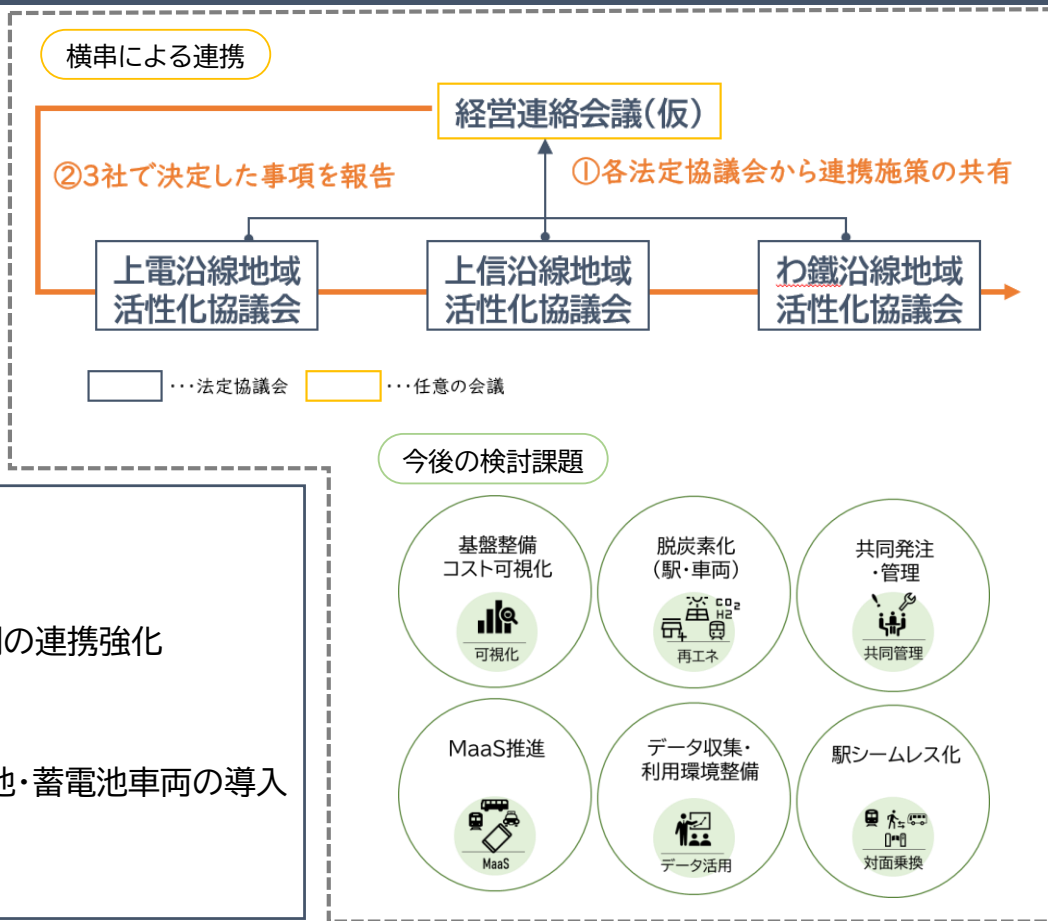 横串による連携
経営連絡会議(仮)
②3社で決定した事項を報告
①各法定協議会から連携施策の共有
上電沿線地域
活性化協議会
上信沿線地域
活性化協議会
わ鐵沿線地域
活性化協議会
･･･法定協議会
･･･任意の会議
今後の検討課題
の連携強化
・蓄電池車両の導入
基盤整備
コスト可視化
可視化
脱炭素化
(駅・車両)
CO2
H2
再エネ
共同発注
・管理
共同管理
MaaS推進
MaaS
データ収集・
利用環境整備
データ活用
駅シームレス化
対面乗換